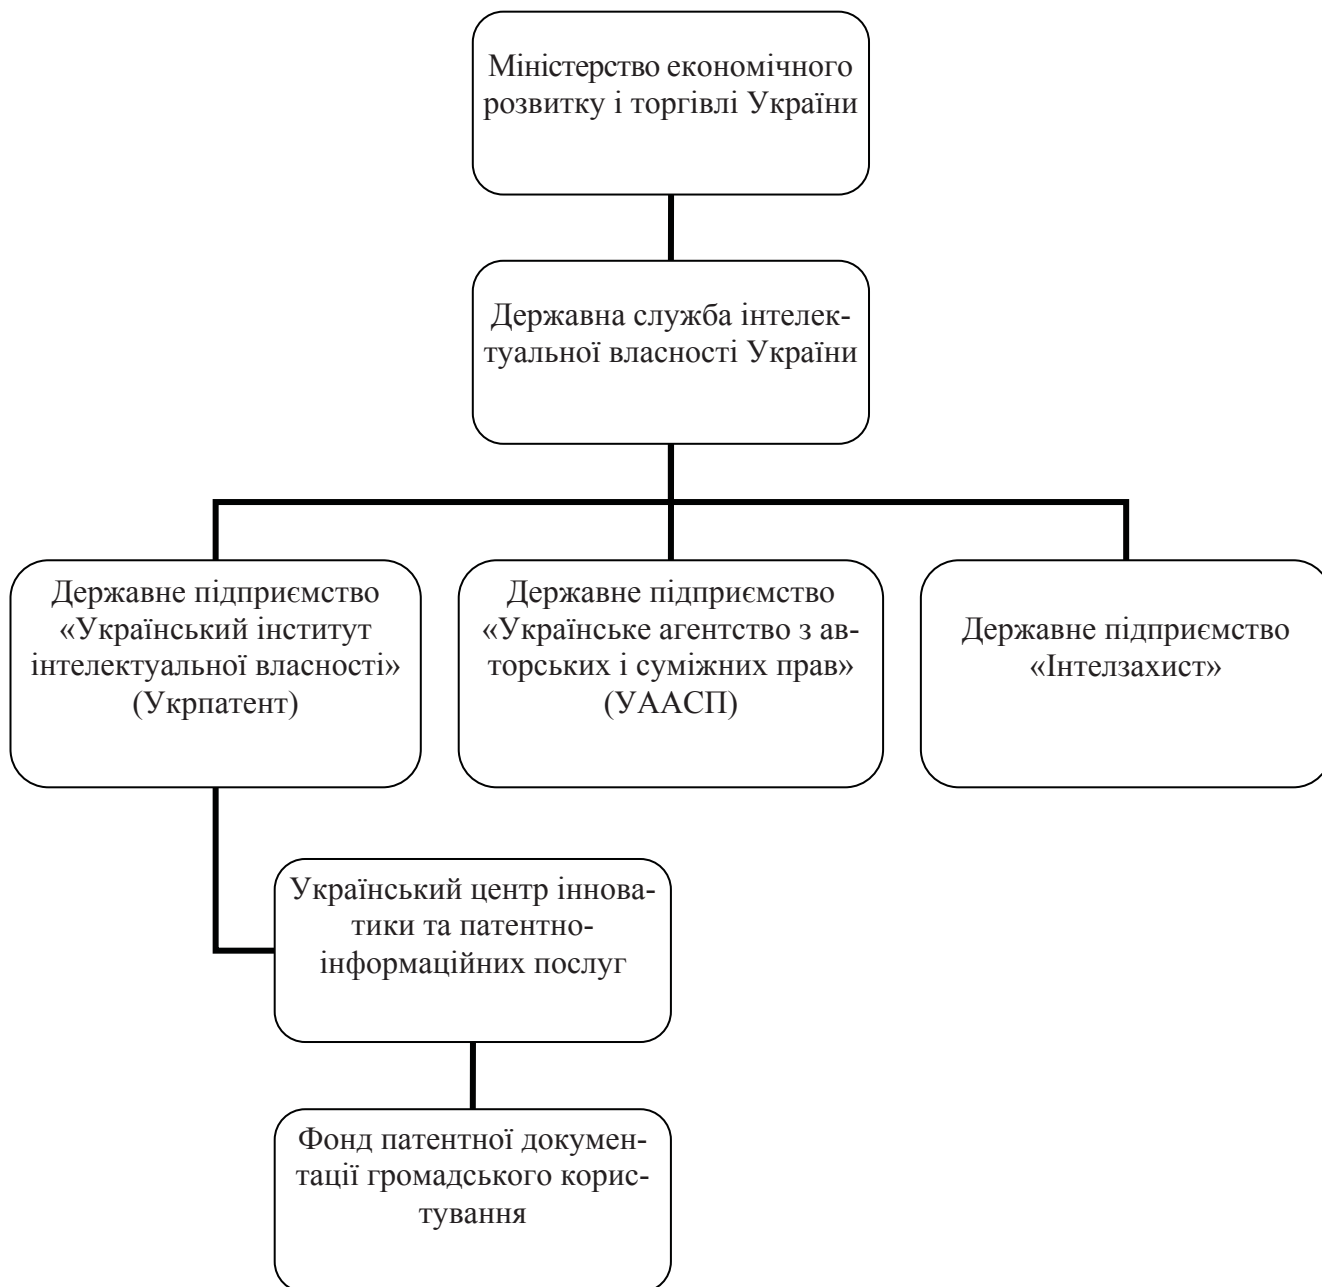 Міністерство економічного
розвитку і торгівлі України
Державна служба інтелек-
туальної власності України
Державне підприємство
«Український інститут
інтелектуальної власності»
(Укрпатент)
Державне підприємство
«Українське агентство з ав-
торських і суміжних прав»
(УААСП)
Державне підприємство
«Інтелзахист»
Український центр іннова-
тики та патентно-
інформаційних послуг
Фонд патентної докумен-
тації громадського корис-
тування